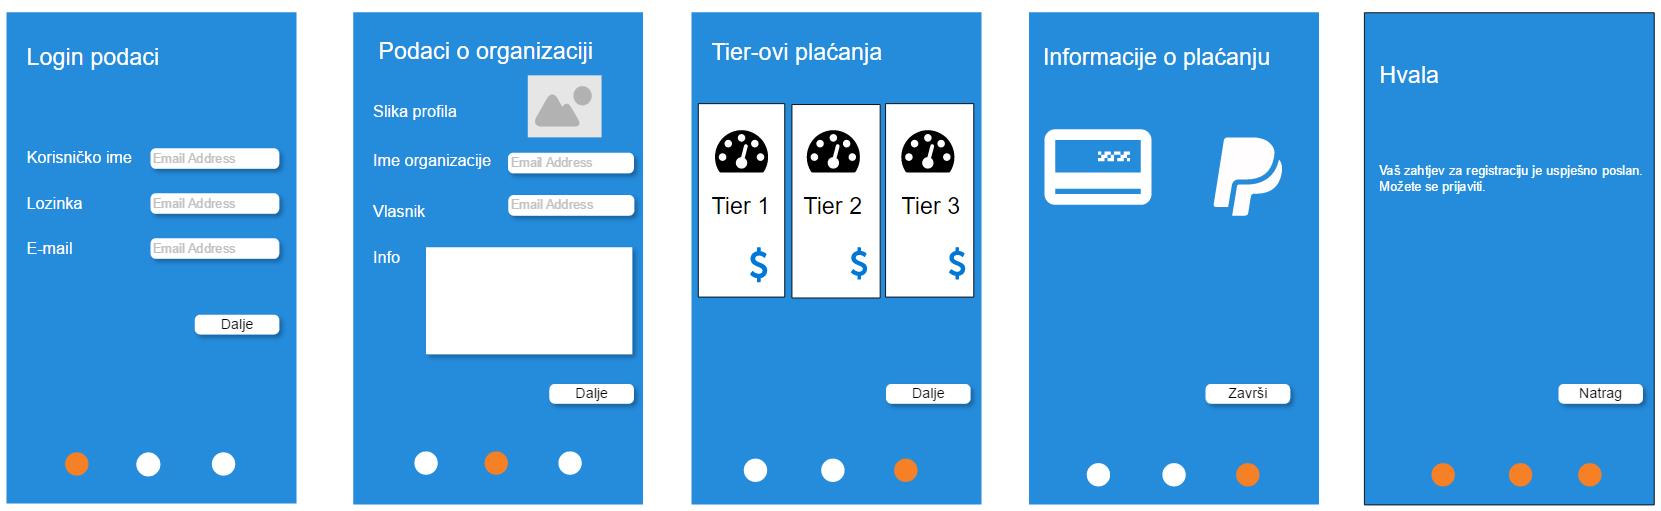 Login podaci
Korisničko ime
Email Address
Lozinka
Email Address
E-mail
Email Address
Dalje
Podaci o organizaciji
Slika profila
Ime organizacije
Email Address
Vlasnik
Email Address
Info
Dalje
Tier-ovi plaćanja
Tier 1
$
Tier 2
$
Tier 3
$
Dalje
Informacije o plaćanju
Završi
Hvala
Vaš zahtjev za registraciju je uspješno poslan.
Možete se prijaviti.
Natrag